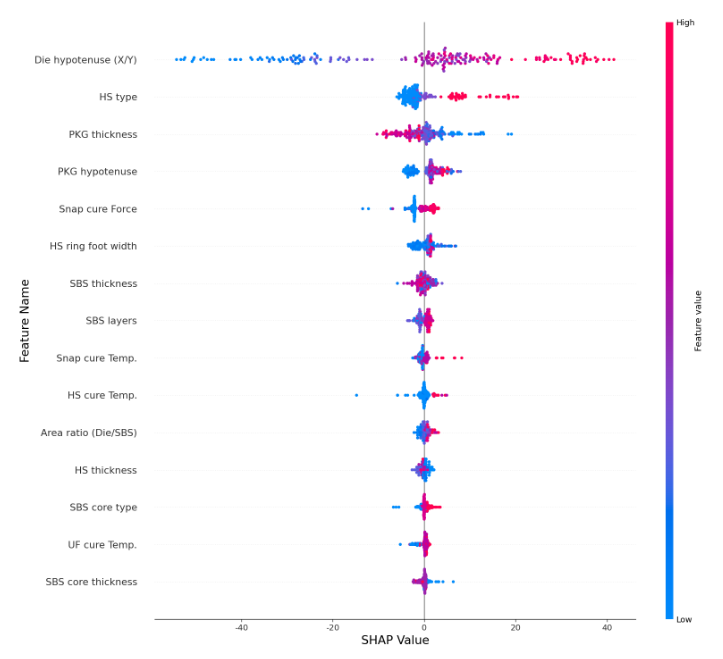 High
Die hypotenuse (X/Y)
HS type
PKG thickness
PKG hypotenuse
Snap cure Force
HS ring foot width
SBS thickness
SBS layers
Snap cure Temp.
HS cure Temp.
Area ratio (Die/SBS)
HS thickness
SBS core type
UF cure Temp.
SBS core thickness
Feature Name
Feature value
Low
-40 -20 0 20 40
SHAP Value